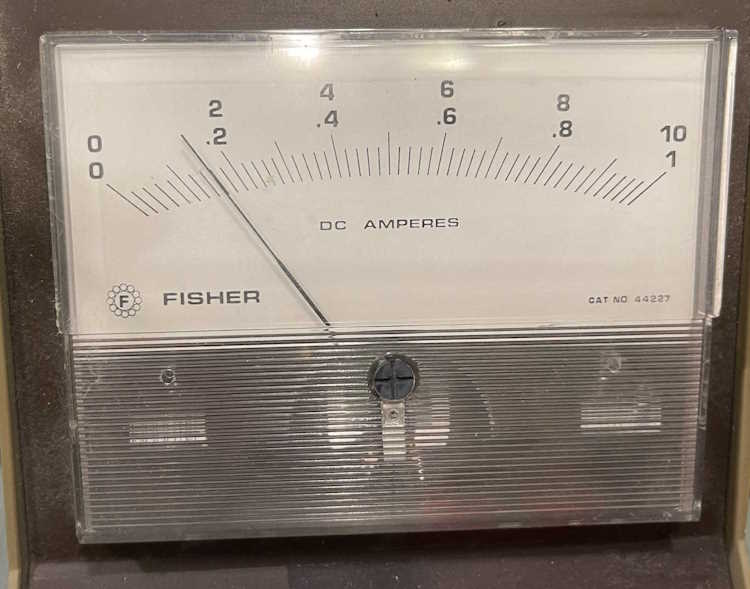 0 2 4 6 8 10
0 .2 .4 .6 .8 1
DC AMPERES
F FISHER
CAT NO 44227